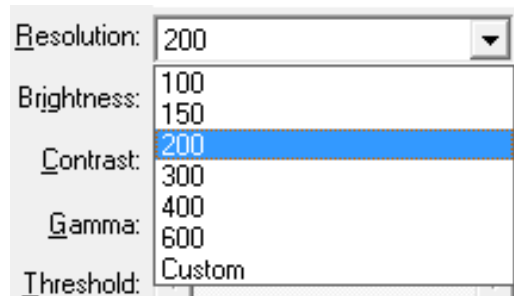 Resolution: 200
100
Brightness: 150
200
Contrast: 300
400
Gamma: 600
Custom
Threshold: